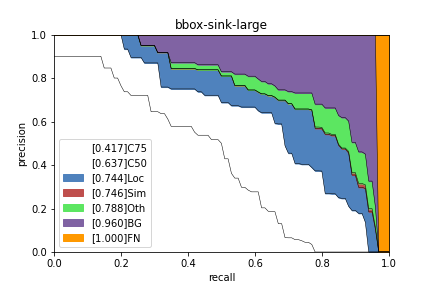 bbox-sink-large
1.0
0.8
0.6
0.4
0.2
0.0
precision
[0.417]C75
[0.637]C50
[0.744]Loc
[0.746]Sim
[0.788]Oth
[0.960]BG
[1.000]FN
0.0 0.2 0.4 0.6 0.8 1.0
recall